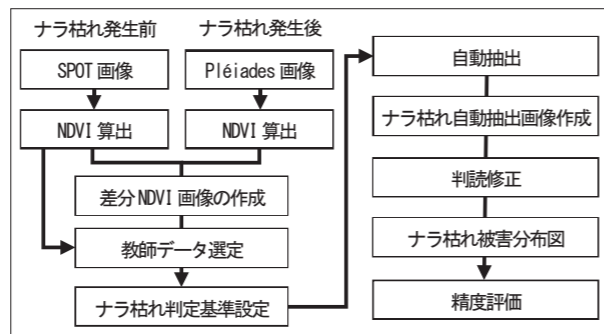 ナラ枯れ発生前
SPOT 画像
NDVI 算出
ナラ枯れ発生後
Pléiades 画像
NDVI 算出
差分 NDVI 画像の作成
教師データ選定
ナラ枯れ判定基準設定
自動抽出
ナラ枯れ自動抽出画像作成
判読修正
ナラ枯れ被害分布図
精度評価